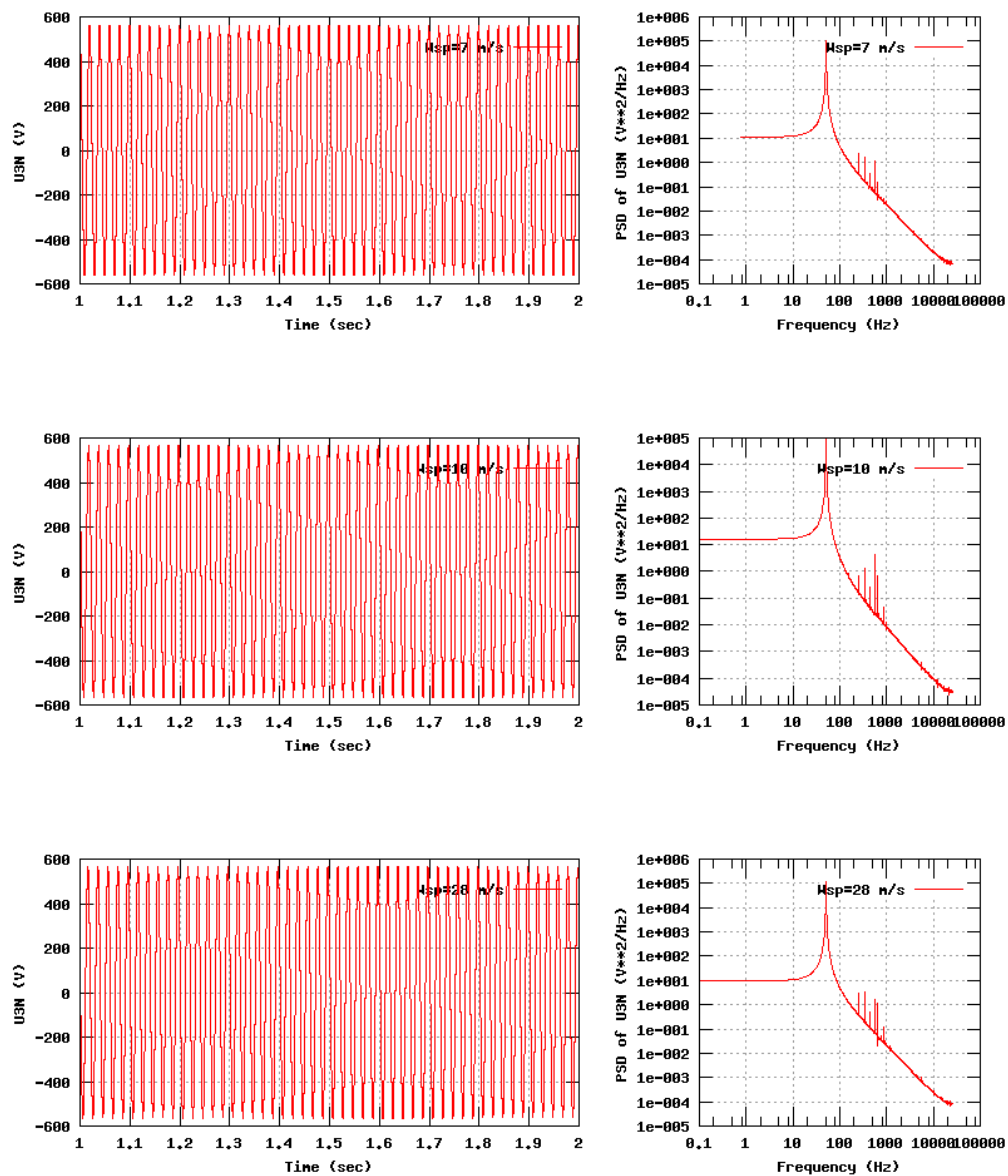 600
400
200
0
-200
-400
-600
U3N (V)
Wsp=7 m/s
1 1.1 1.2 1.3 1.4 1.5 1.6 1.7 1.8 1.9 2
Time (sec)
1e+006
1e+005
1e+004
1e+003
1e+002
1e+001
1e+000
1e-001
1e-002
1e-003
1e-004
1e-005
PSD of U3N (V**2/Hz)
Wsp=7 m/s
0.1 1 10 100 1000 10000 100000
Frequency (Hz)
600
400
200
0
-200
-400
-600
U3N (V)
Wsp=10 m/s
1 1.1 1.2 1.3 1.4 1.5 1.6 1.7 1.8 1.9 2
Time (sec)
1e+005
1e+004
1e+003
1e+002
1e+001
1e+000
1e-001
1e-002
1e-003
1e-004
1e-005
PSD of U3N (V**2/Hz)
Wsp=10 m/s
0.1 1 10 100 1000 10000 100000
Frequency (Hz)
600
400
200
0
-200
-400
-600
U3N (V)
Wsp=28 m/s
1 1.1 1.2 1.3 1.4 1.5 1.6 1.7 1.8 1.9 2
Time (sec)
1e+006
1e+005
1e+004
1e+003
1e+002
1e+001
1e+000
1e-001
1e-002
1e-003
1e-004
1e-005
PSD of U3N (V**2/Hz)
Wsp=28 m/s
0.1 1 10 100 1000 10000 100000
Frequency (Hz)